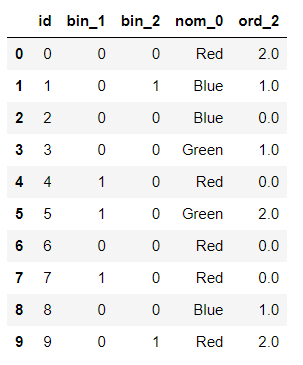 id bin_1 bin_2 nom_0 ord_2
0 0 0 0 Red 2.0
1 1 0 1 Blue 1.0
2 2 0 0 Blue 0.0
3 3 0 0 Green 1.0
4 4 1 0 Red 0.0
5 5 1 0 Green 2.0
6 6 0 0 Red 0.0
7 7 1 0 Red 0.0
8 8 0 0 Blue 1.0
9 9 0 1 Red 2.0